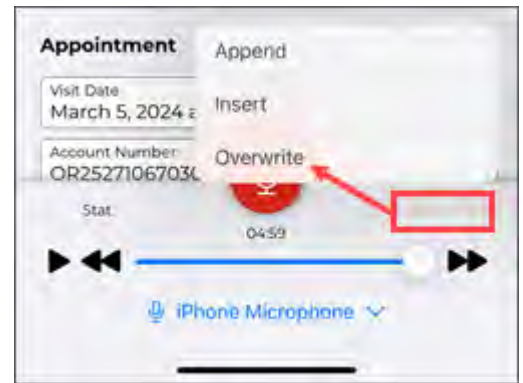 Appointment
Append
Visit Date
March 5, 2024
Insert
Account Number
Overwrite
Stat
04:59
iPhone Microphone